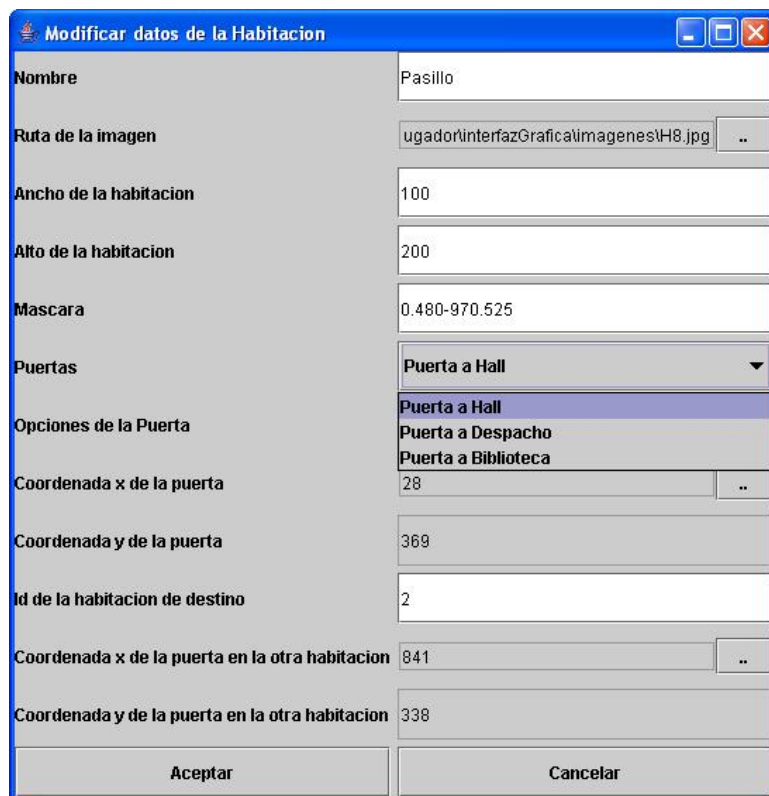 Modificar datos de la Habitacion
Nombre Pasillo
Ruta de la imagen ugador\interfazGrafica\imagenes\H8.jpg ..
Ancho de la habitacion 100
Alto de la habitacion 200
Mascara 0.480-970.525
Puertas Puerta a Hall
Puerta a Hall
Opciones de la Puerta Puerta a Despacho
Puerta a Biblioteca
Coordenada x de la puerta 28 ..
Coordenada y de la puerta 369
Id de la habitacion de destino 2
Coordenada x de la puerta en la otra habitacion 841 ..
Coordenada y de la puerta en la otra habitacion 338
Aceptar Cancelar